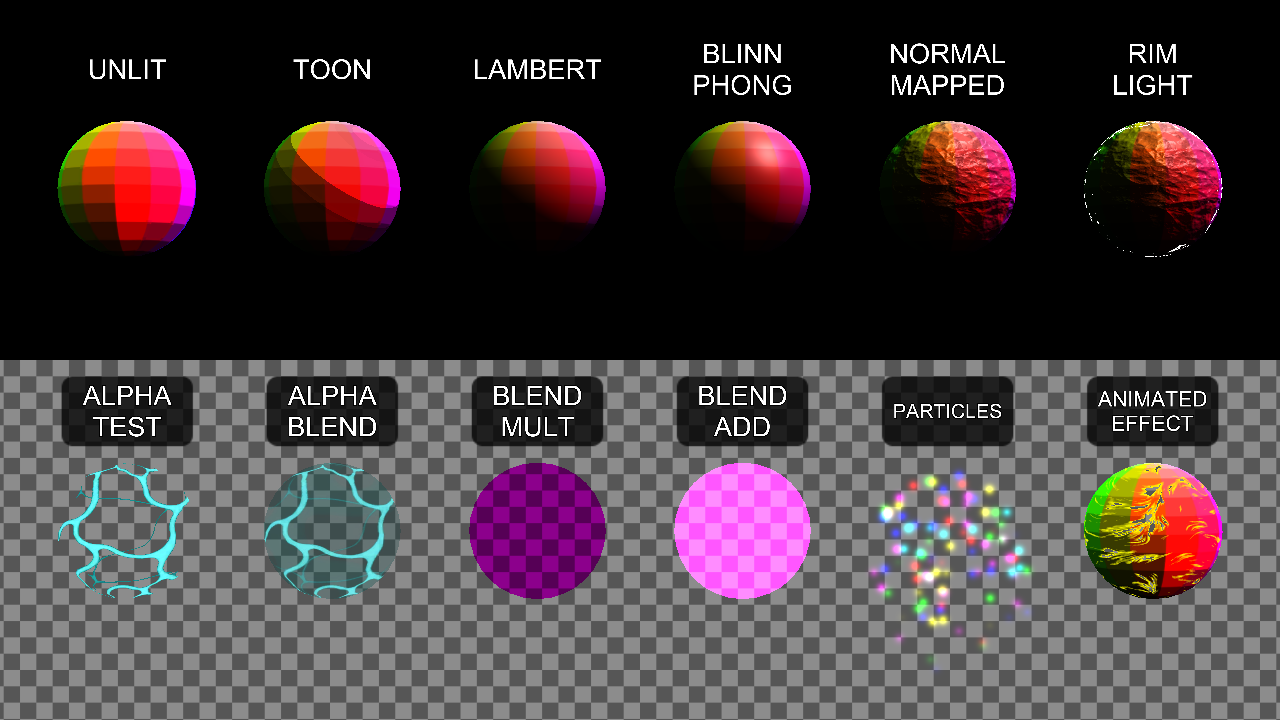 UNLIT
TOON
LAMBERT
BLINN
PHONG
NORMAL
MAPPED
RIM
LIGHT
ALPHA
TEST
ALPHA
BLEND
BLEND
MULT
BLEND
ADD
PARTICLES
ANIMATED
EFFECT